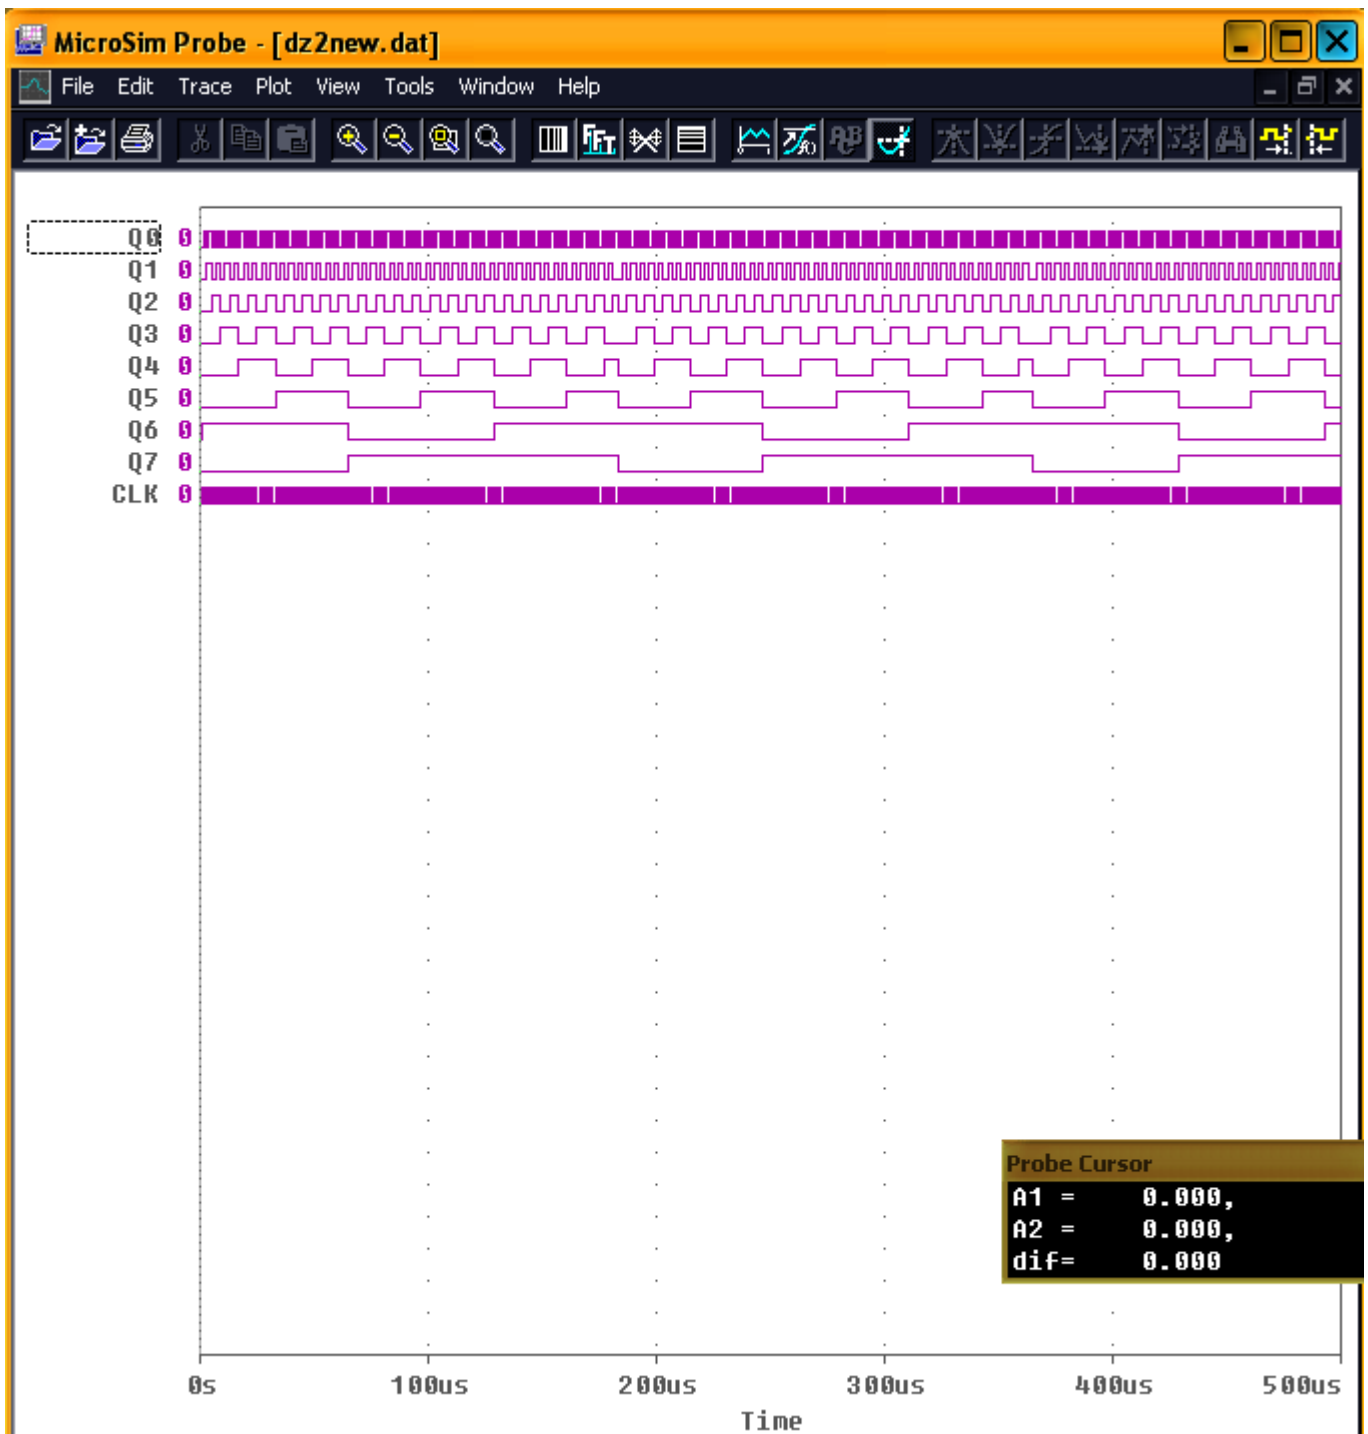 MicroSim Probe - [dz2new.dat]
File Edit Trace Plot View Tools Window Help
Q0 0
Q1 0
Q2 0
Q3 0
Q4 0
Q5 0
Q6 0
Q7 0
CLK 0
Probe Cursor
A1 = 0.000,
A2 = 0.000,
dif= 0.000
0s 100us 200us 300us 400us 500us
Time